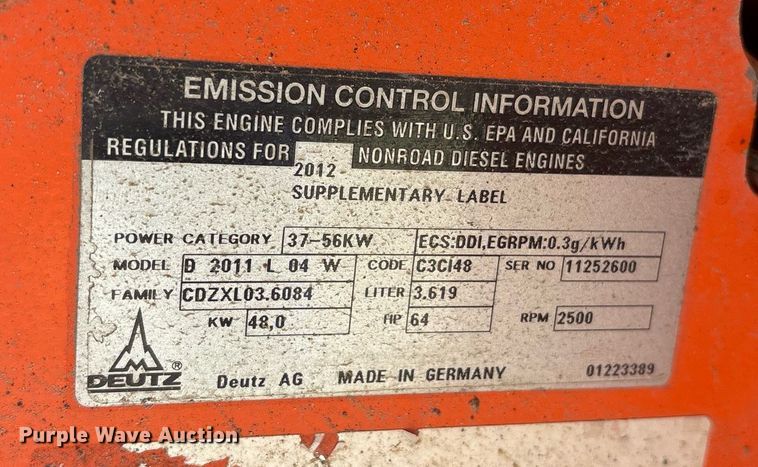 EMISSION CONTROL INFORMATION
THIS ENGINE COMPLIES WITH U.S. EPA AND CALIFORNIA
REGULATIONS FOR 2012 NONROAD DIESEL ENGINES
SUPPLEMENTARY LABEL
POWER CATEGORY 37-56KW ECS:DDI,EGRPM:0.3g/kWh
MODEL D 2011 L 04 W CODE C3CI48 SER NO 11252600
FAMILY CDZXL03.6084 LITER 3.619
KW 48,0 HP 64 RPM 2500
DEUTZ ® Deutz AG MADE IN GERMANY 01223389
Purple Wave Auction